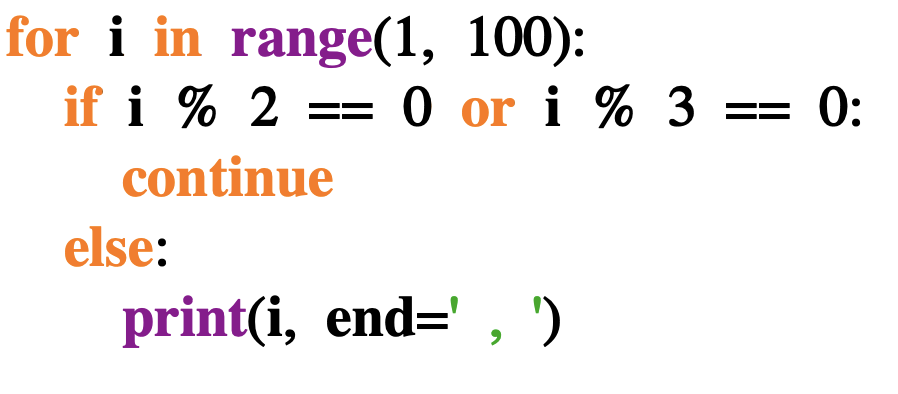 for i in range(1, 100):
  if i % 2 == 0 or i % 3 == 0:
    continue
  else:
    print(i, end=' , ')